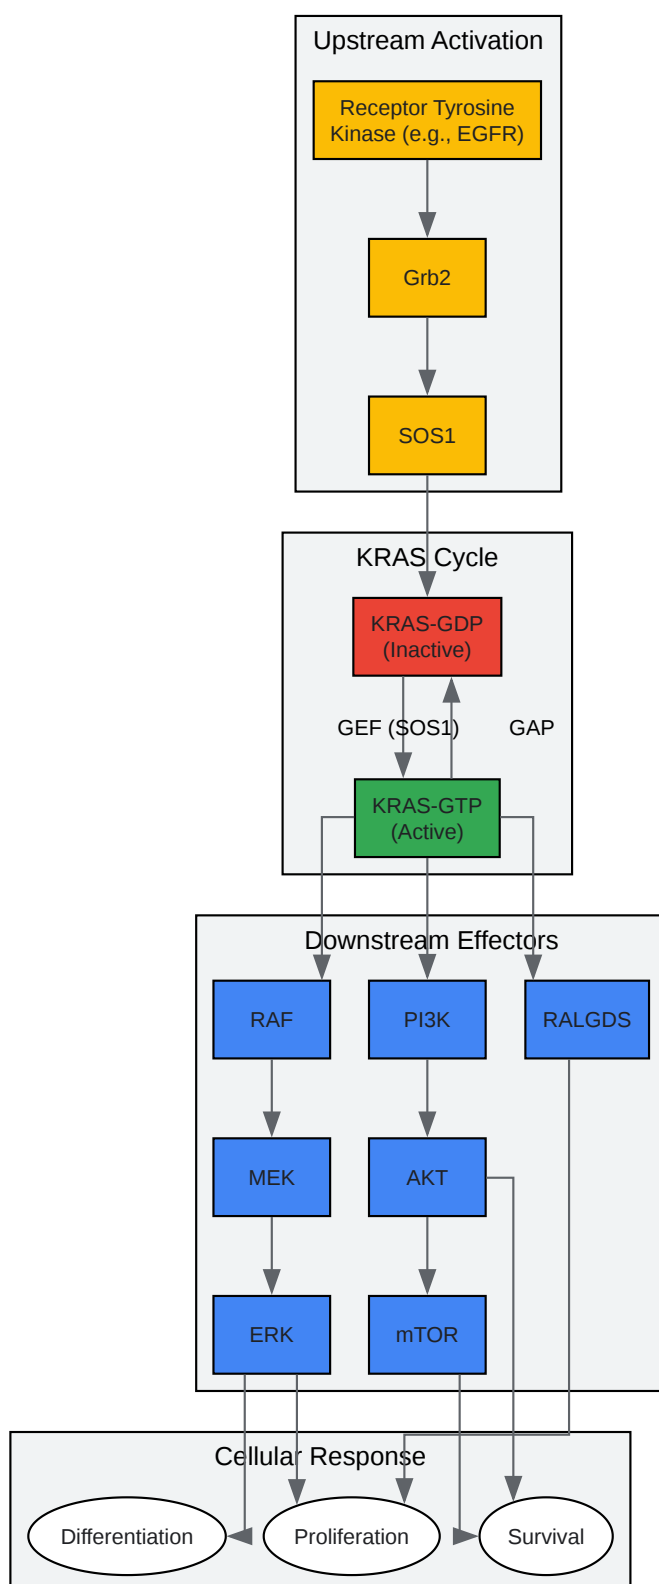 Upstream Activation
Receptor Tyrosine
Kinase (e.g., EGFR)
Grb2
SOS1
KRAS Cycle
KRAS-GDP
(Inactive)
GEF (SOS1)
GAP
KRAS-GTP
(Active)
Downstream Effectors
RAF
PI3K
RALGDS
MEK
AKT
ERK
mTOR
Cellular Response
Differentiation
Proliferation
Survival